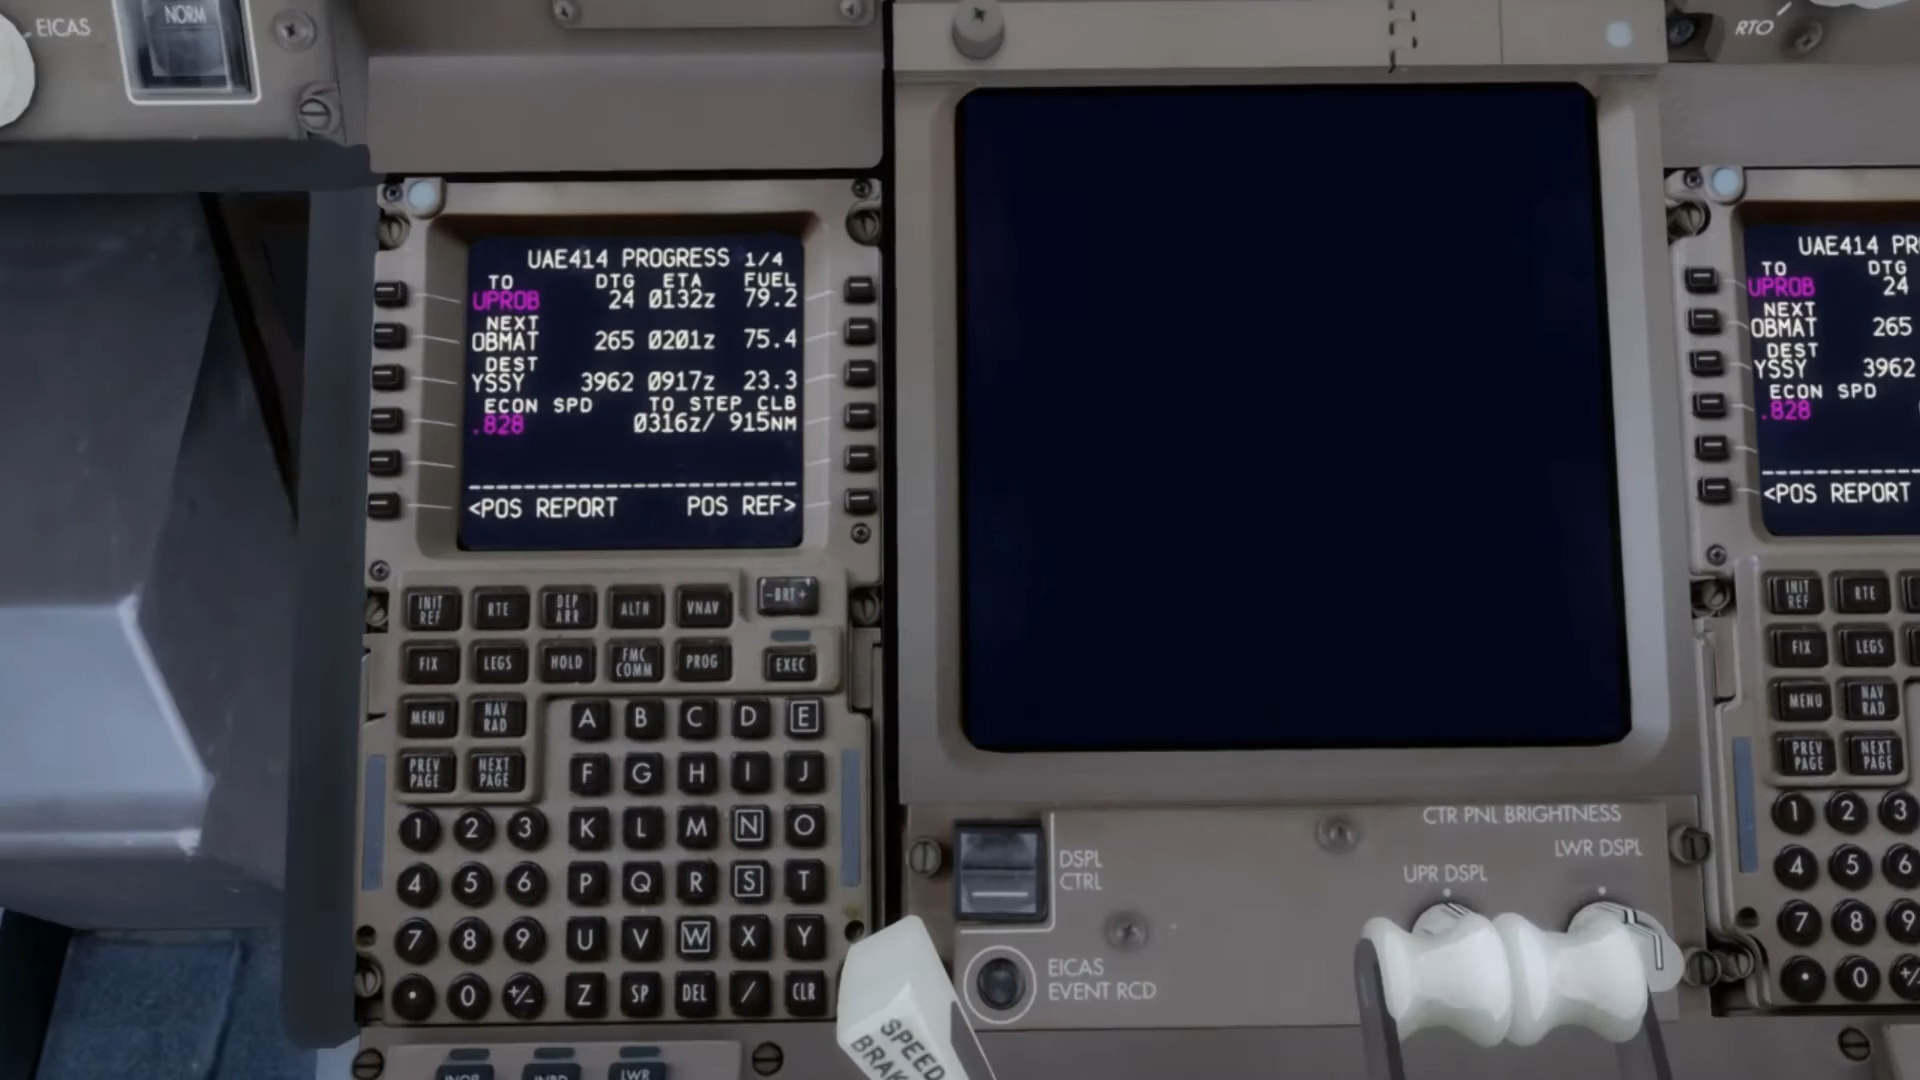 EICAS
NORM
RTO
UAE414 PROGRESS 1/4
TO DTG ETA FUEL
UPROB 24 0132z 79.2
NEXT
OBMAT 265 0201z 75.4
DEST
YSSY 3962 0917z 23.3
ECON SPD TO STEP CLB
.828 0316z/ 915NM
--------------------
<POS REPORT POS REF>
INIT REF RTE DEP ARR ALTN VNAV -BRT+
FIX LEGS HOLD FMC COMM PROG EXEC
MENU NAV RAD A B C D E
PREV PAGE NEXT PAGE F G H I J
1 2 3 K L M N O
4 5 6 P Q R S T
7 8 9 U V W X Y
. 0 +/- Z SP DEL / CLR
LWR
SPEED
CTR PNL BRIGHTNESS
UPR DSPL LWR DSPL
DSPL
CTRL
EICAS
EVENT RCD
UAE414
TO DTG
UPROB 24
NEXT
OBMAT 265
DEST
YSSY 3962
ECON SPD
.828
<POS REPORT
INIT REF RTE
FIX LEGS
MENU NAV RAD
PREV PAGE NEXT PAGE
1 2 3
4 5 6
7 8 9
. 0 +/-